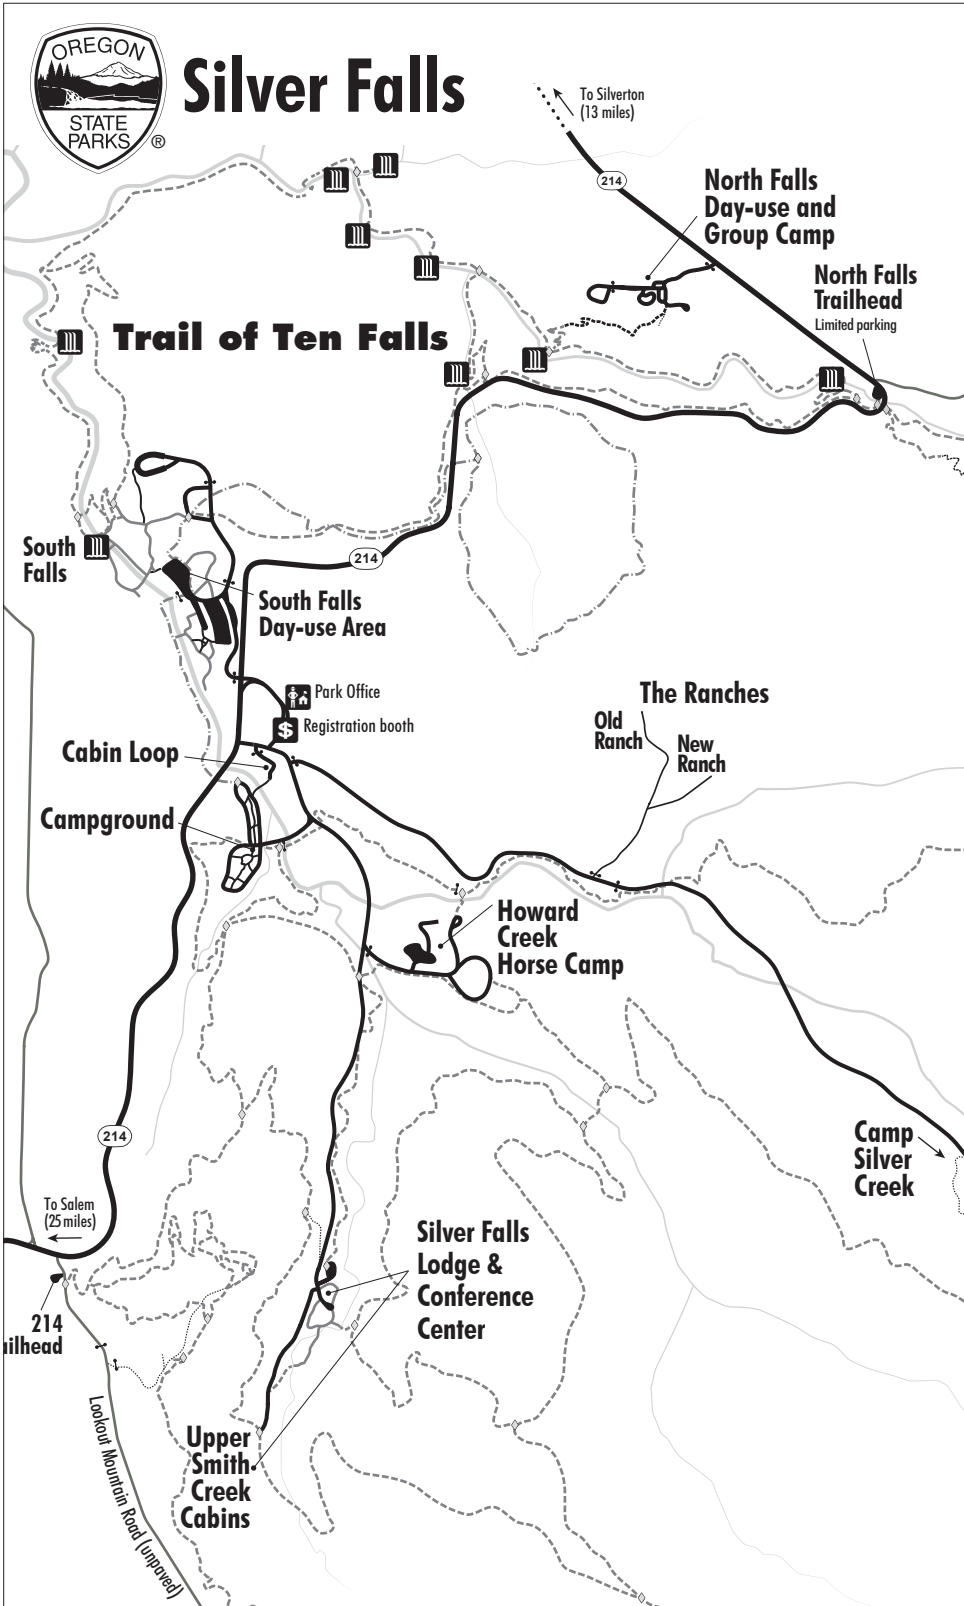 OREGON
STATE
PARKS
®
Silver Falls
To Silverton
(13 miles)
214
North Falls
Day-use and
Group Camp
North Falls
Trailhead
Limited parking
Trail of Ten Falls
South
Falls
214
South Falls
Day-use Area
Park Office
$
Registration booth
The Ranches
Old
Ranch
New
Ranch
Cabin Loop
Campground
Howard
Creek
Horse Camp
214
Camp
Silver
Creek
To Salem
(25 miles)
Silver Falls
Lodge &
Conference
Center
214
ailhead
Lookout Mountain Road (unpaved)
Upper
Smith
Creek
Cabins